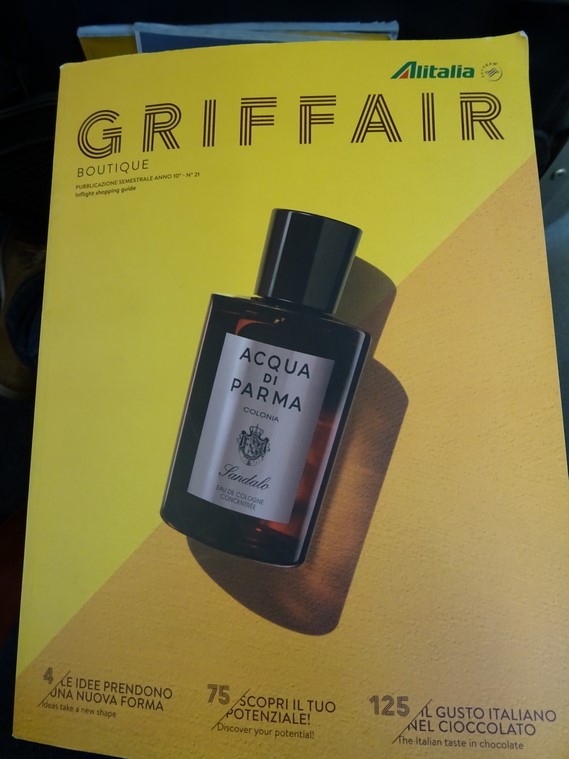 Alitalia
GRIFFAIR
BOUTIQUE
PUBBLICAZIONE SEMESTRALE ANNO 10° - N° 21
Inflight shopping guide
ACQUA
DI
PARMA
COLONIA
Sandalo
EAU DE COLOGNE
CONCENTRÉE
4 LE IDEE PRENDONO
UNA NUOVA FORMA
Ideas take a new shape
75 SCOPRI IL TUO
POTENZIALE!
Discover your potential!
125 IL GUSTO ITALIANO
NEL CIOCCOLATO
The Italian taste in chocolate